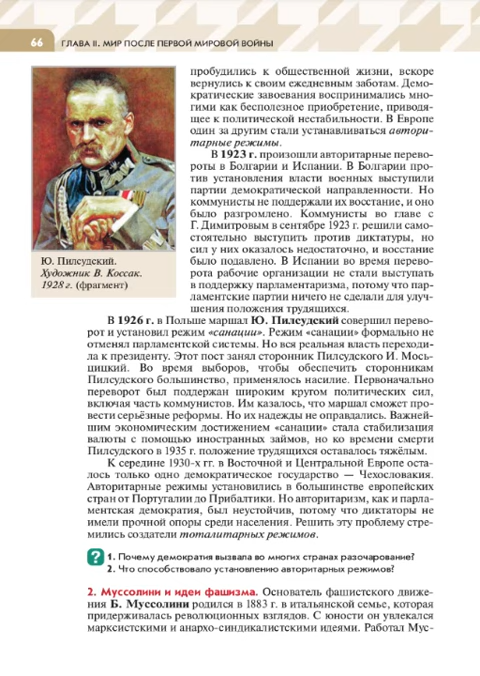 66
ГЛАВА II. МИР ПОСЛЕ ПЕРВОЙ МИРОВОЙ ВОЙНЫ
пробудились к общественной жизни, вскоре
вернулись к своим ежедневным заботам. Демо-
кратические завоевания воспринимались мно-
гими как бесполезное приобретение, приводя-
щее к политической нестабильности. В Европе
один за другим стали устанавливаться автори-
тарные режимы.
В 1923 г. произошли авторитарные перево-
роты в Болгарии и Испании. В Болгарии про-
тив установления власти военных выступили
партии демократической направленности. Но
коммунисты не поддержали их восстание, и оно
было разгромлено. Коммунисты во главе с
Г. Димитровым в сентябре 1923 г. решили само-
стоятельно выступить против диктатуры, но
сил у них оказалось недостаточно, и восстание
было подавлено. В Испании во время перево-
рота рабочие организации не стали выступать
в поддержку парламентаризма, потому что пар-
ламентские партии ничего не сделали для улуч-
шения положения трудящихся.
Ю. Пилсудский.
Художник В. Коссак.
1928 г. (фрагмент)
В 1926 г. в Польше маршал Ю. Пилсудский совершил перево-
рот и установил режим «санации». Режим «санации» формально не
отменял парламентской системы. Но вся реальная власть переходи-
ла к президенту. Этот пост занял сторонник Пилсудского И. Мось-
цицкий. Во время выборов, чтобы обеспечить сторонникам
Пилсудского большинство, применялось насилие. Первоначально
переворот был поддержан широким кругом политических сил,
включая часть коммунистов. Им казалось, что маршал сможет про-
вести серьёзные реформы. Но их надежды не оправдались. Важней-
шим экономическим достижением «санации» стала стабилизация
валюты с помощью иностранных займов, но ко времени смерти
Пилсудского в 1935 г. положение трудящихся оставалось тяжёлым.
К середине 1930-х гг. в Восточной и Центральной Европе оста-
лось только одно демократическое государство — Чехословакия.
Авторитарные режимы установились в большинстве европейских
стран от Португалии до Прибалтики. Но авторитаризм, как и парла-
ментская демократия, был неустойчив, потому что диктаторы не
имели прочной опоры среди населения. Решить эту проблему стре-
мились создатели тоталитарных режимов.
? 1. Почему демократия вызвала во многих странах разочарование?
2. Что способствовало установлению авторитарных режимов?
2. Муссолини и идеи фашизма. Основатель фашистского движе-
ния Б. Муссолини родился в 1883 г. в итальянской семье, которая
придерживалась революционных взглядов. С юности он увлекался
марксистскими и анархо-синдикалистскими идеями. Работал Мус-